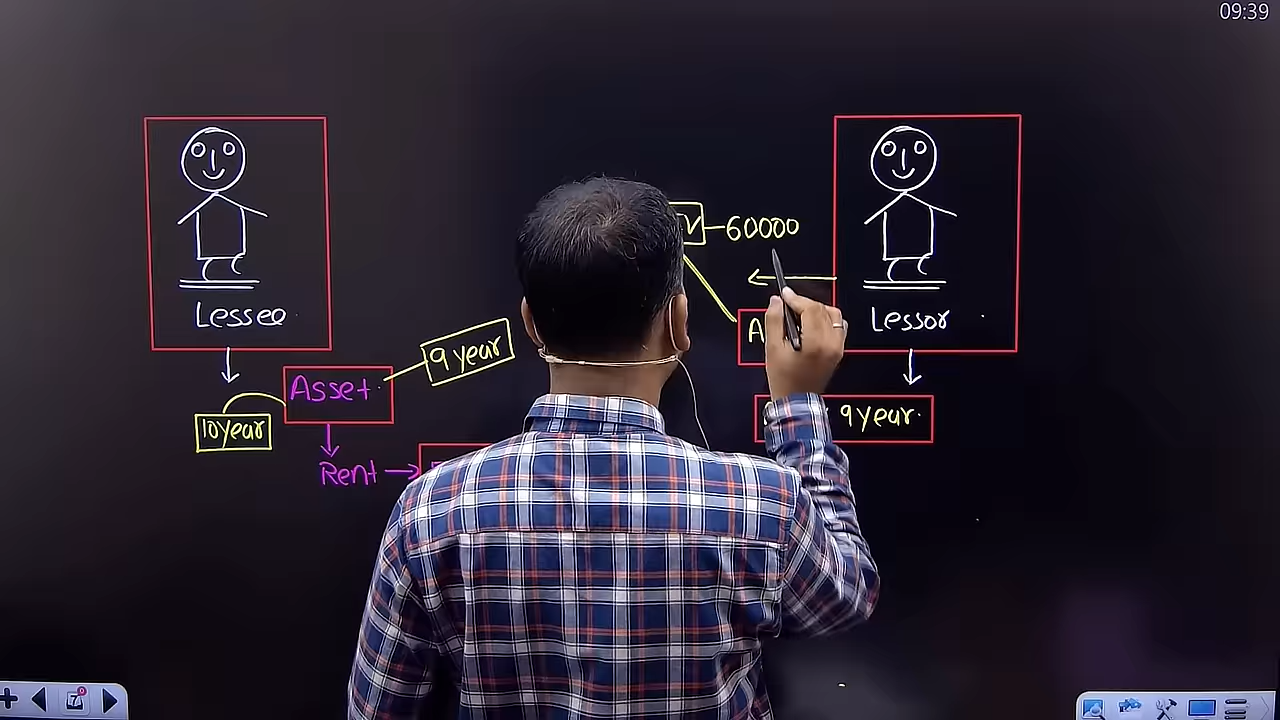 09:39
60000
Lessee
Lessor
9 year
Asset
10 year
9 year
Rent